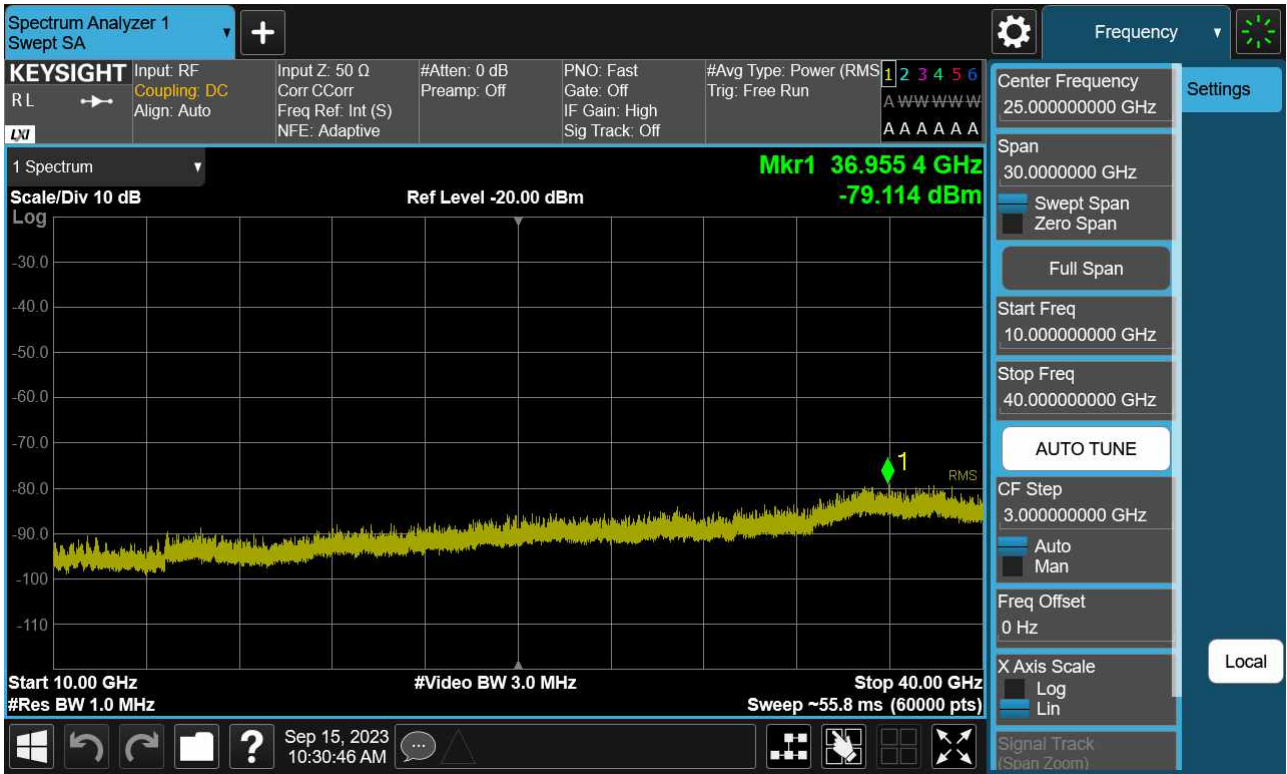 Spectrum Analyzer 1
Swept SA
+
Frequency
KEYSIGHT
R L
LXI
Input: RF
Coupling: DC
Align: Auto
Input Z: 50 Ω
Corr CCorr
Freq Ref: Int (S)
NFE: Adaptive
#Atten: 0 dB
Preamp: Off
PNO: Fast
Gate: Off
IF Gain: High
Sig Track: Off
#Avg Type: Power (RMS
Trig: Free Run
1 2 3 4 5 6
A W W W W W
A A A A A A
1 Spectrum
Scale/Div 10 dB
Log
Ref Level -20.00 dBm
Mkr1 36.955 4 GHz
-79.114 dBm
-30.0
-40.0
-50.0
-60.0
-70.0
-80.0
-90.0
-100
-110
1
RMS
Start 10.00 GHz
#Res BW 1.0 MHz
#Video BW 3.0 MHz
Stop 40.00 GHz
Sweep ~55.8 ms (60000 pts)
Center Frequency
25.000000000 GHz
Span
30.0000000 GHz
Swept Span
Zero Span
Full Span
Start Freq
10.000000000 GHz
Stop Freq
40.000000000 GHz
AUTO TUNE
CF Step
3.000000000 GHz
Auto
Man
Freq Offset
0 Hz
X Axis Scale
Log
Lin
Signal Track
(Span Zoom)
Settings
Local
?
Sep 15, 2023
10:30:46 AM